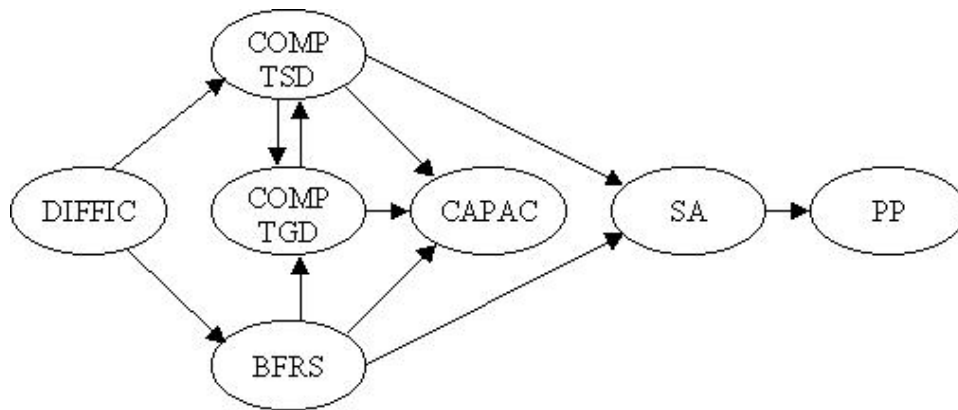 COMP
TSD
DIFFIC
COMP
TGD
CAPAC
SA
PP
BFRS